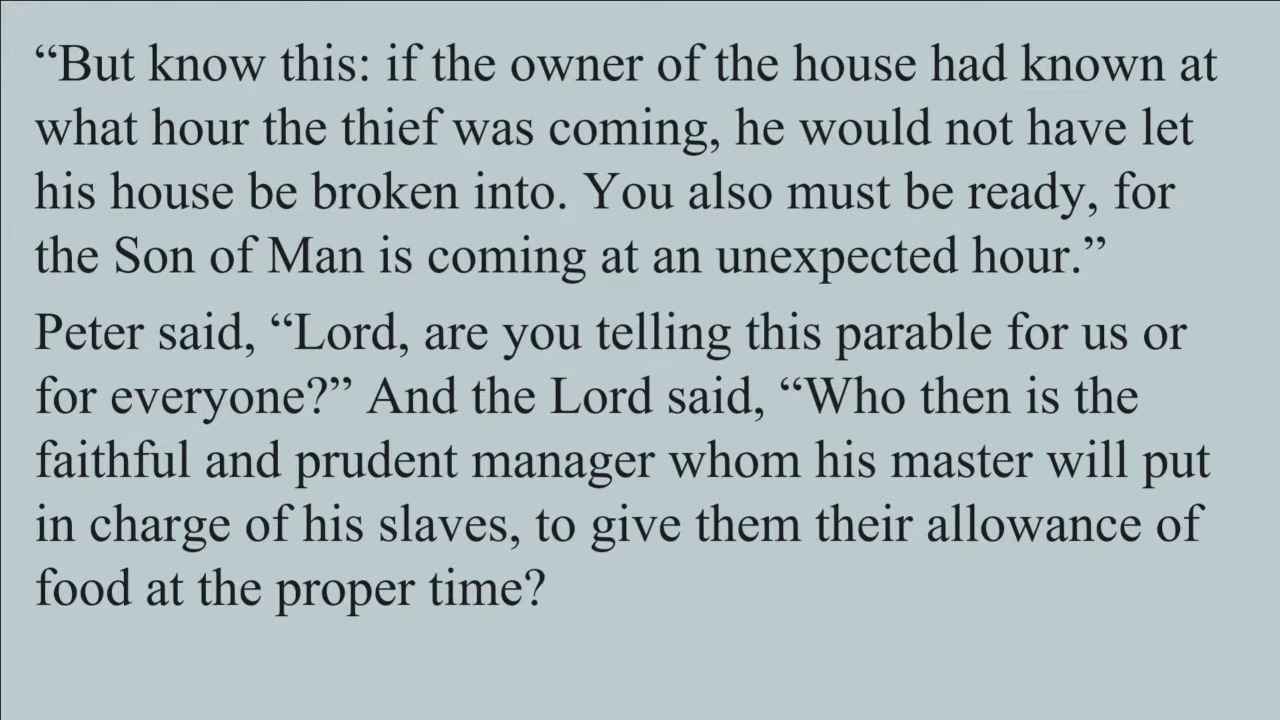 “But know this: if the owner of the house had known at
what hour the thief was coming, he would not have let
his house be broken into. You also must be ready, for
the Son of Man is coming at an unexpected hour.”
Peter said, “Lord, are you telling this parable for us or
for everyone?” And the Lord said, “Who then is the
faithful and prudent manager whom his master will put
in charge of his slaves, to give them their allowance of
food at the proper time?